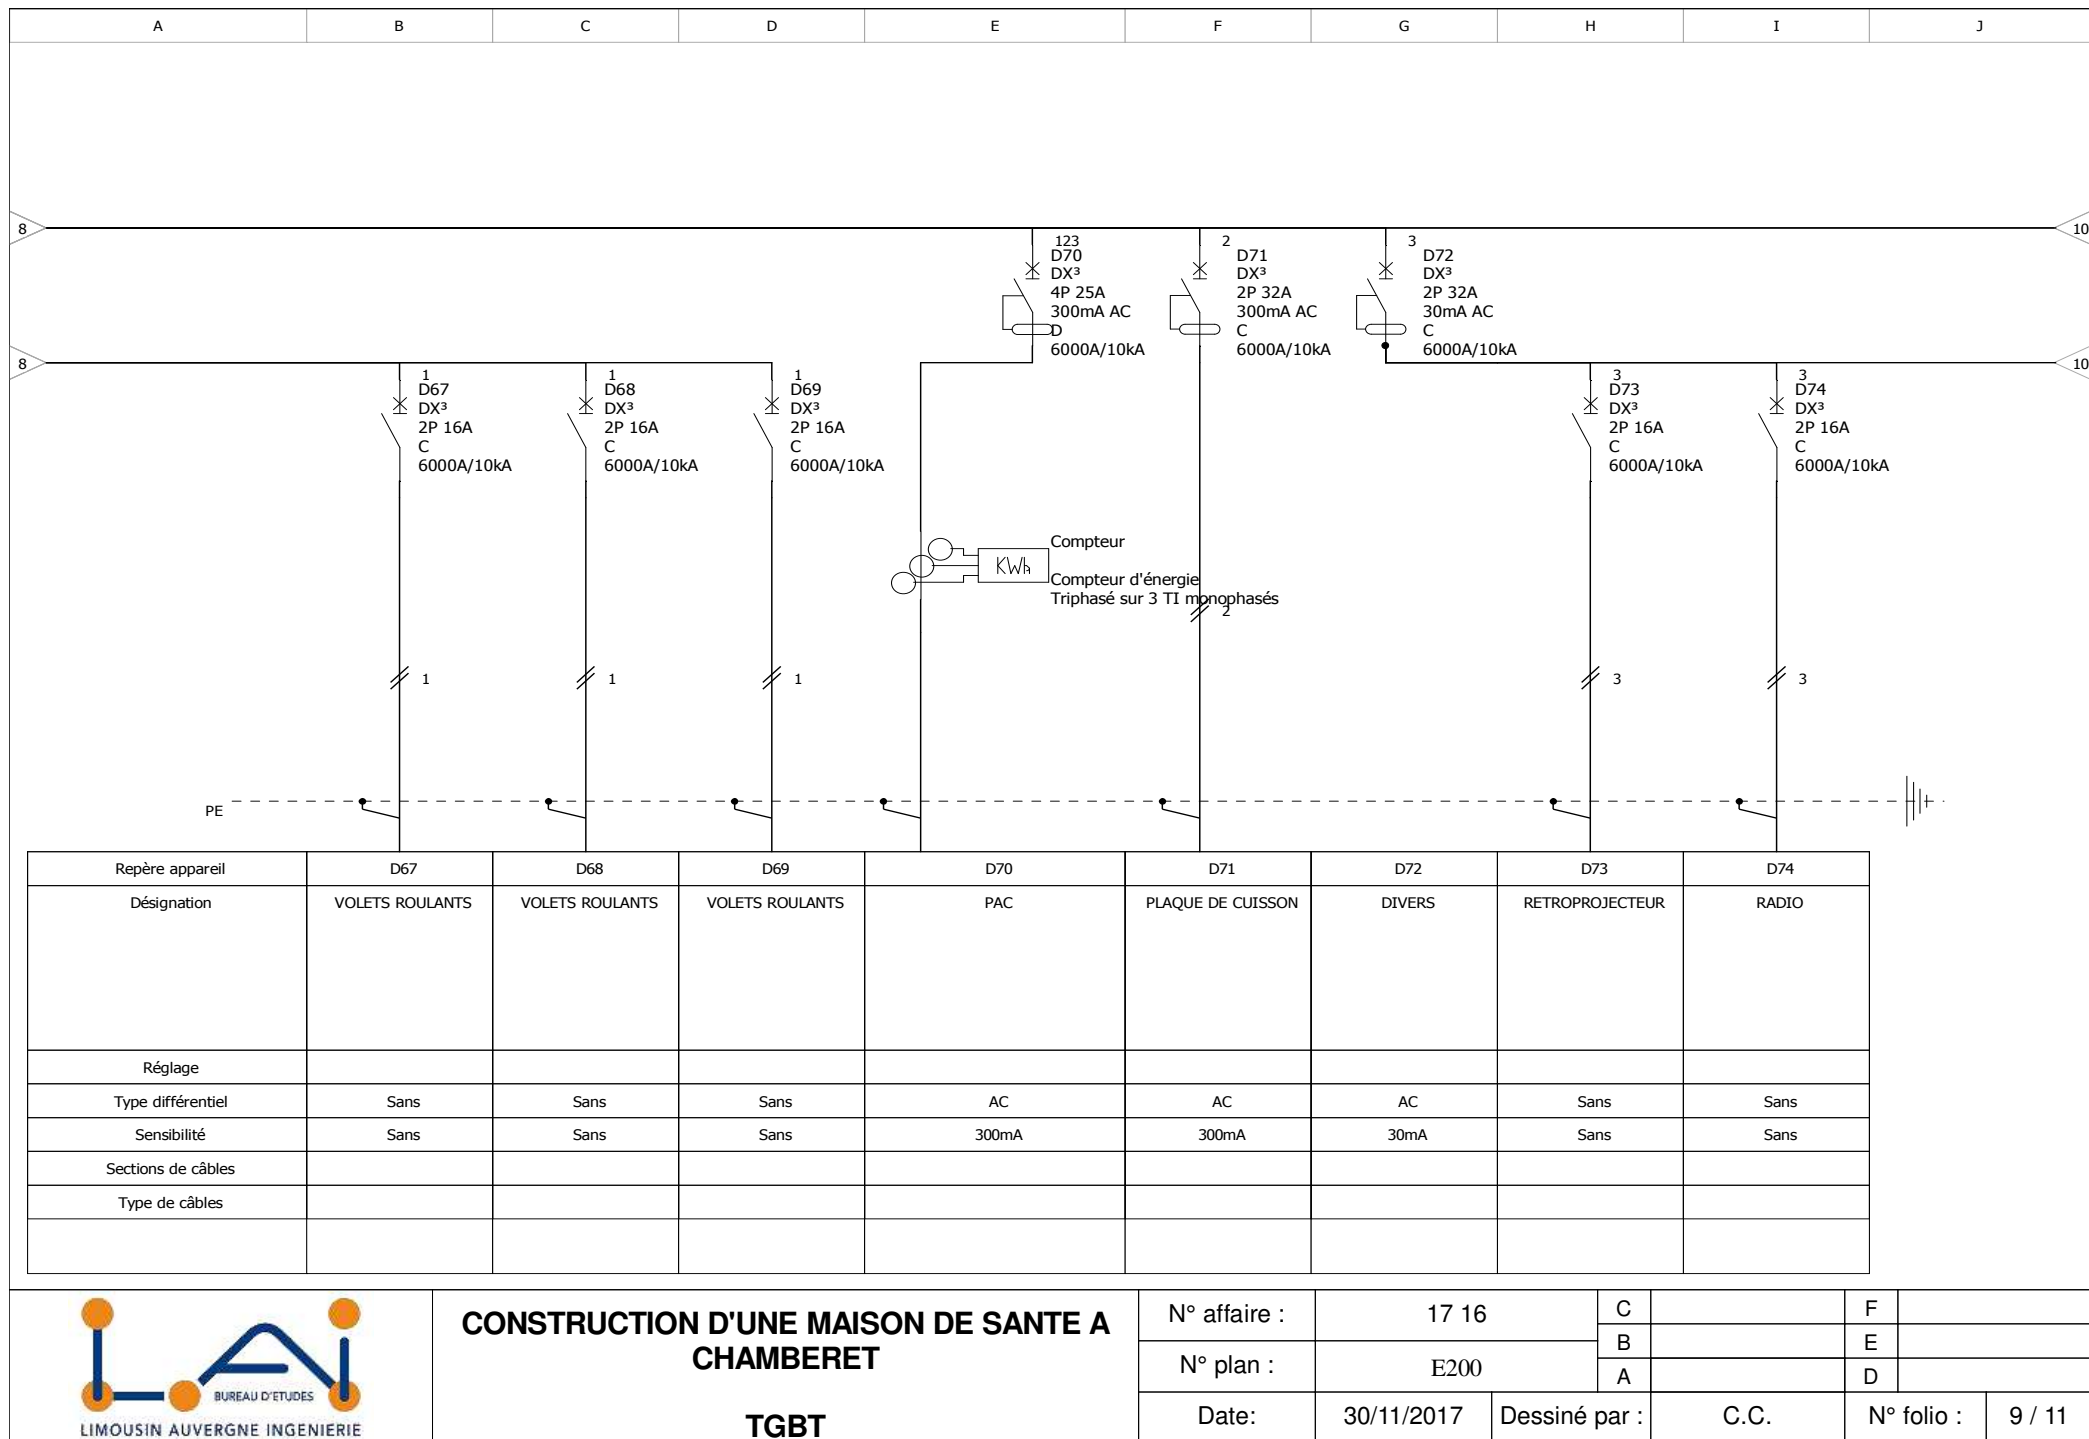 A B C D E F G H I J
8 10
123
D70
DX³
4P 25A
300mA AC
D
6000A/10kA
2
D71
DX³
2P 32A
300mA AC
C
6000A/10kA
3
D72
DX³
2P 32A
30mA AC
C
6000A/10kA
8 10
1
D67
DX³
2P 16A
C
6000A/10kA
1
D68
DX³
2P 16A
C
6000A/10kA
1
D69
DX³
2P 16A
C
6000A/10kA
3
D73
DX³
2P 16A
C
6000A/10kA
3
D74
DX³
2P 16A
C
6000A/10kA
KWh
Compteur
Compteur d'énergie
Triphasé sur 3 TI monophasés
2
1 1 1 3 3
PE
Repère appareil D67 D68 D69 D70 D71 D72 D73 D74
Désignation VOLETS ROULANTS VOLETS ROULANTS VOLETS ROULANTS PAC PLAQUE DE CUISSON DIVERS RETROPROJECTEUR RADIO
Réglage
Type différentiel Sans Sans Sans AC AC AC Sans Sans
Sensibilité Sans Sans Sans 300mA 300mA 30mA Sans Sans
Sections de câbles
Type de câbles
LAi
BUREAU D'ETUDES
LIMOUSIN AUVERGNE INGENIERIE
CONSTRUCTION D'UNE MAISON DE SANTE A
CHAMBERET
TGBT
N° affaire : 17 16 C F
B E
N° plan : E200 A D
Date: 30/11/2017 Dessiné par : C.C. N° folio : 9 / 11